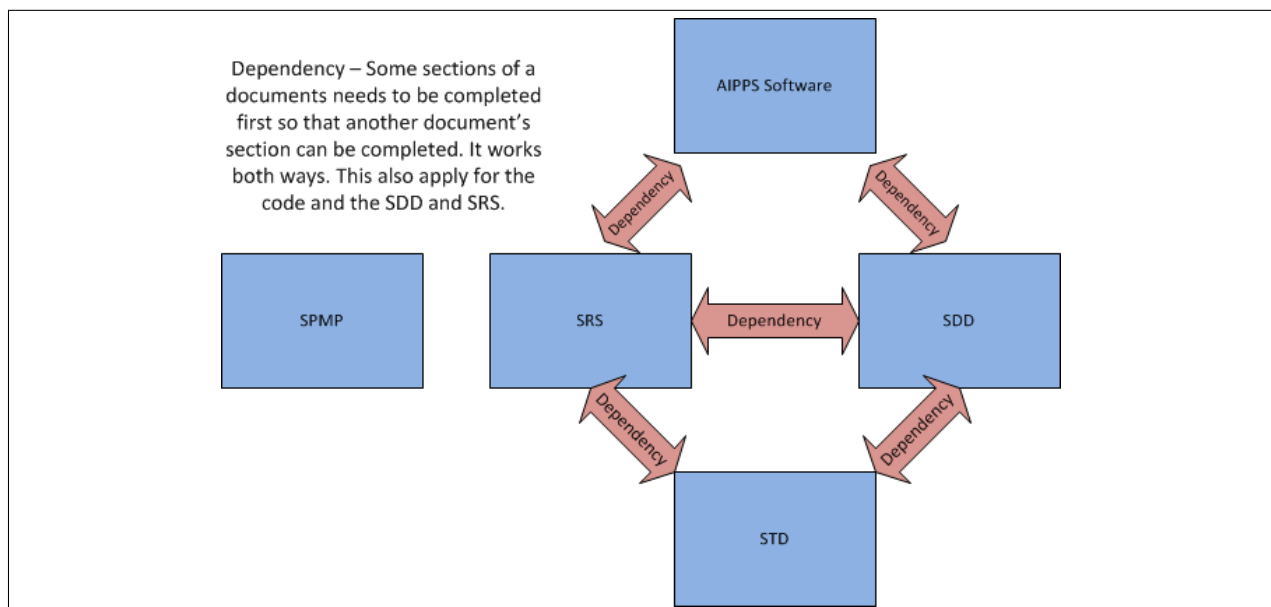 AIPPS Software
Dependency – Some sections of a
documents needs to be completed
first so that another document's
section can be completed. It works
both ways. This also apply for the
code and the SDD and SRS.
Dependency
Dependency
SPMP
SRS
Dependency
SDD
Dependency
Dependency
STD